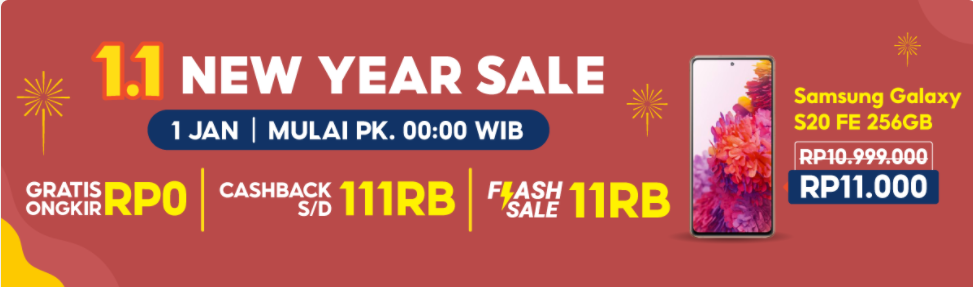 1.1 NEW YEAR SALE
1 JAN | MULAI PK. 00:00 WIB
GRATIS
ONGKIR RP0
CASHBACK
S/D 111RB
FLASH
SALE 11RB
Samsung Galaxy
S20 FE 256GB
RP10.999.000
RP11.000